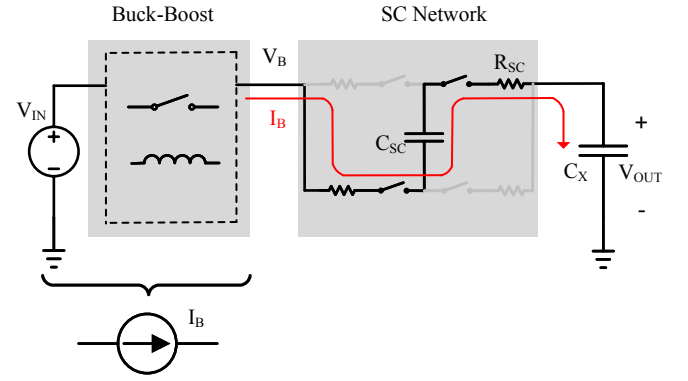 Buck-Boost
SC Network
V_B
R_SC
V_IN
+
−
I_B
C_SC
+
C_X
V_OUT
-
I_B